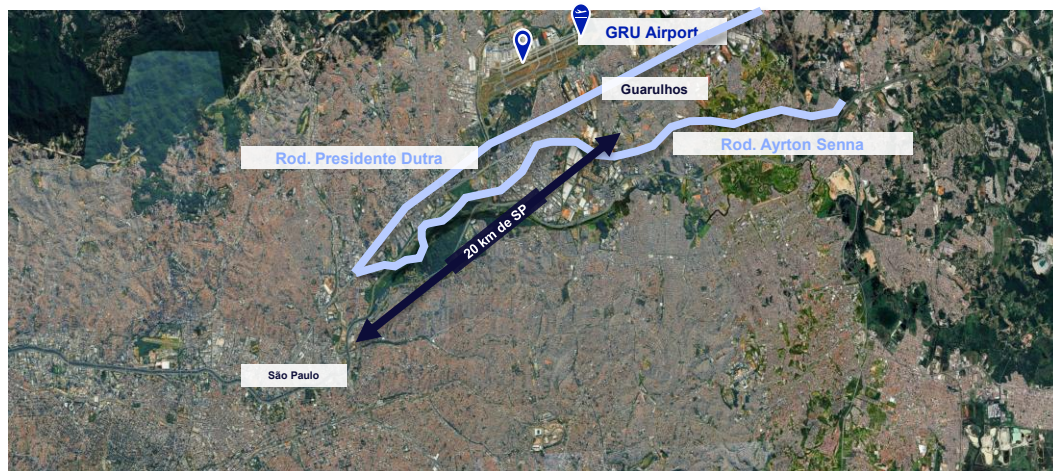 GRU Airport
Guarulhos
Rod. Presidente Dutra
Rod. Ayrton Senna
20 km de SP
São Paulo